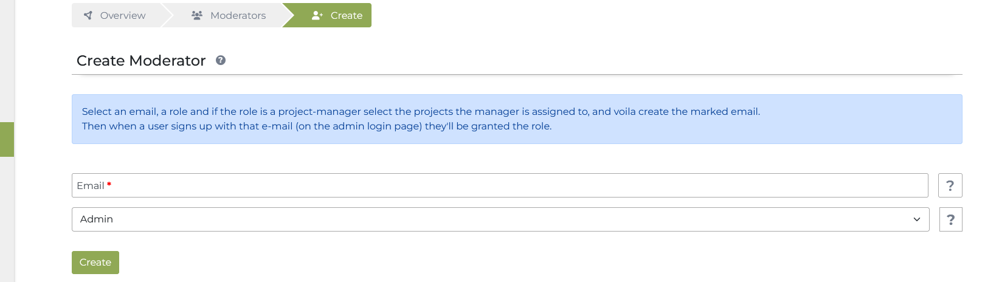 Overview
Moderators
Create
Create Moderator
Select an email, a role and if the role is a project-manager select the projects the manager is assigned to, and voila create the marked email.
Then when a user signs up with that e-mail (on the admin login page) they'll be granted the role.
Email *
?
Admin
?
Create